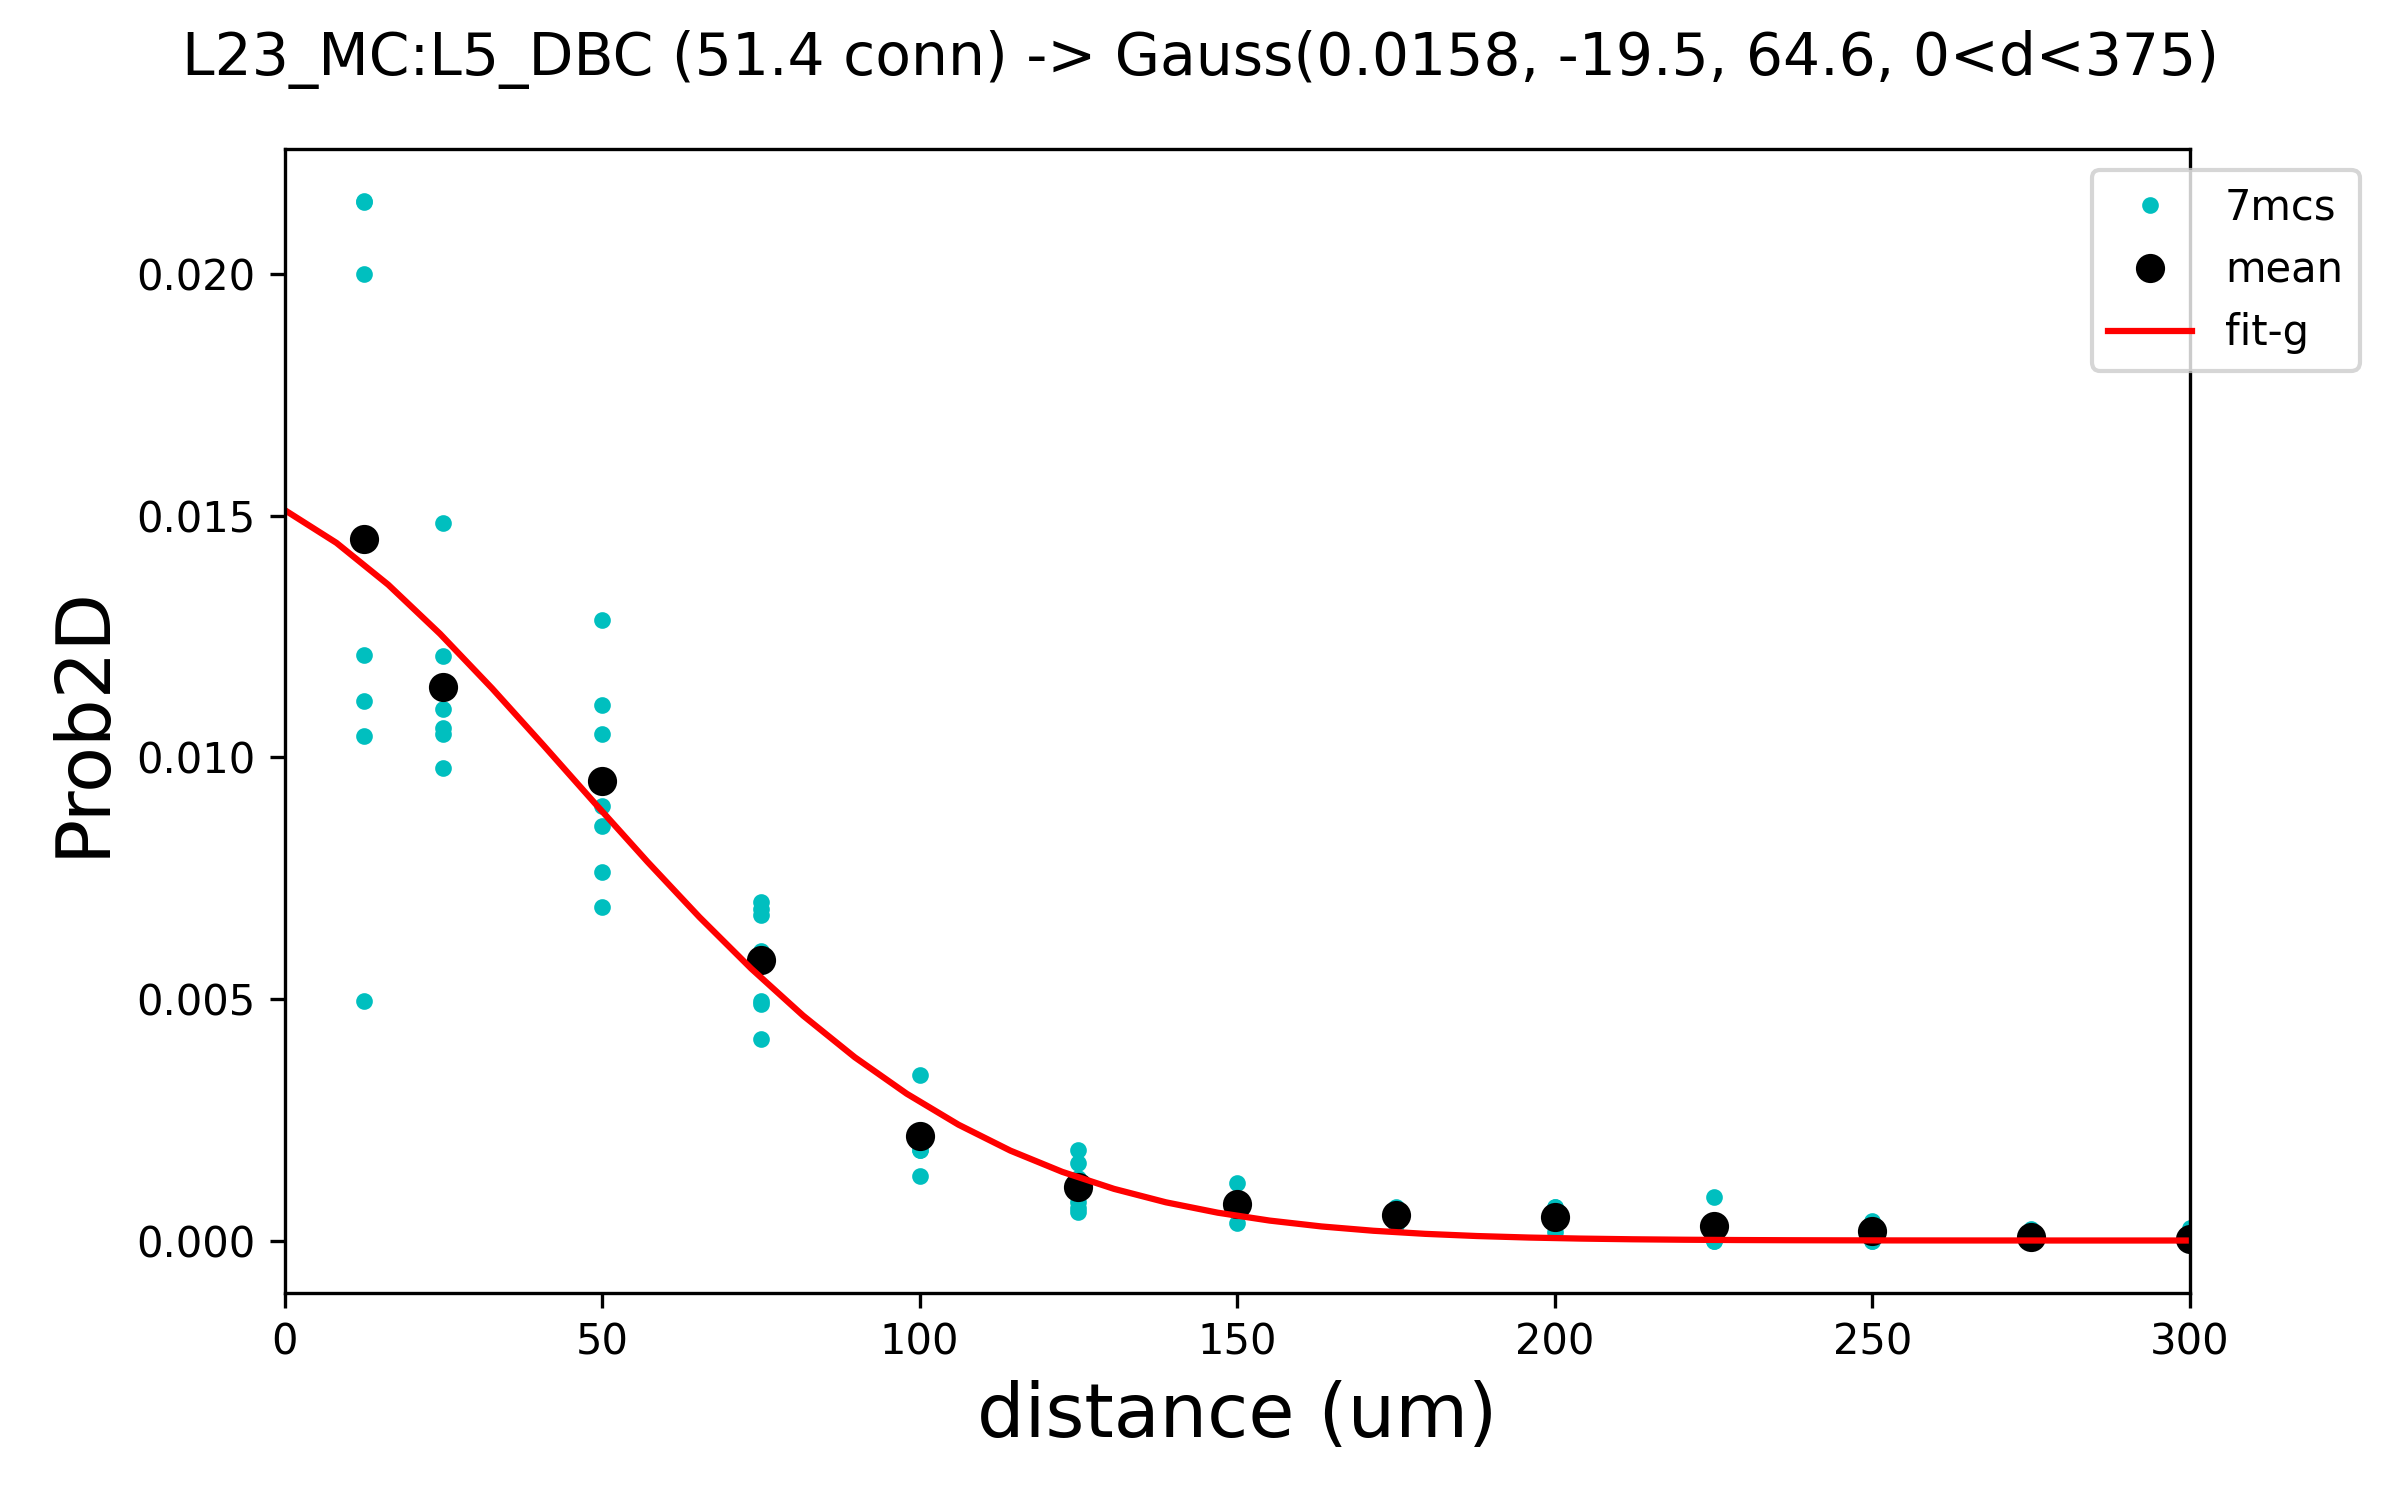 L23_MC:L5_DBC (51.4 conn) -> Gauss(0.0158, -19.5, 64.6, 0<d<375)
7mcs
mean
fit-g
Prob2D
0.020
0.015
0.010
0.005
0.000
0 50 100 150 200 250 300
distance (um)